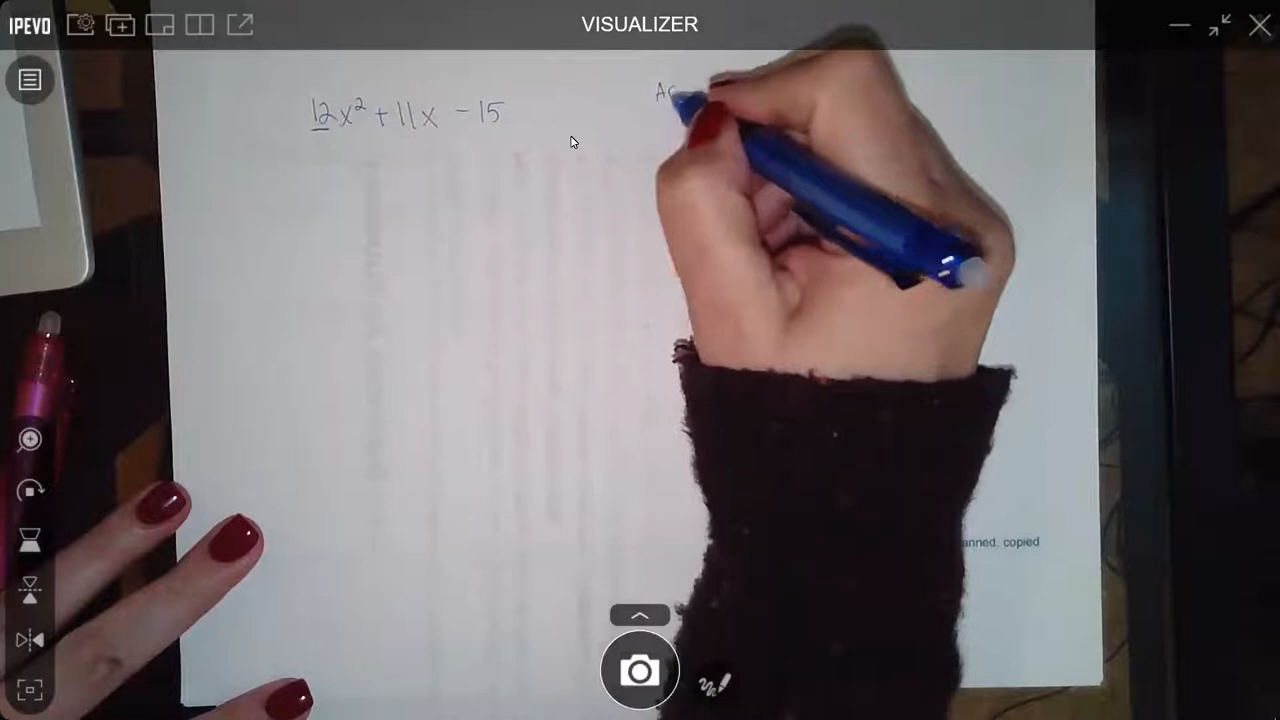 IPEVO VISUALIZER
12x² + 11x - 15
anned, copied